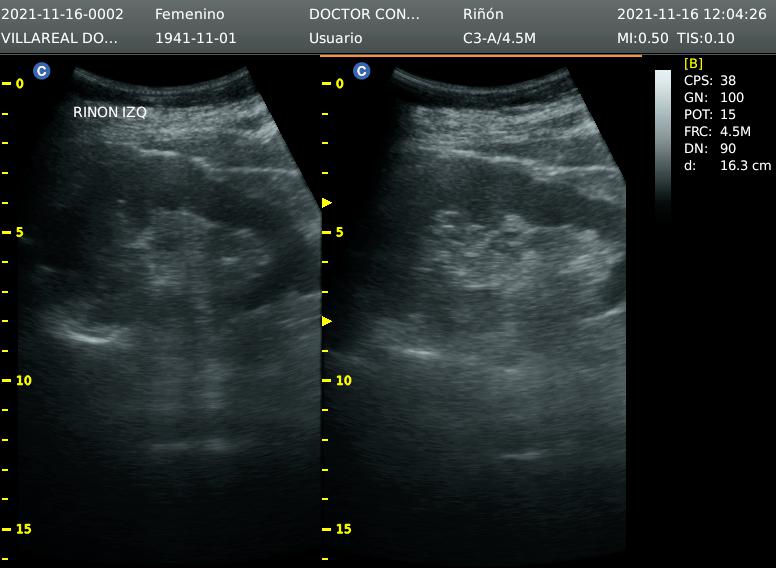 2021-11-16-0002 Femenino DOCTOR CON... Riñón 2021-11-16 12:04:26
VILLAREAL DO... 1941-11-01 Usuario C3-A/4.5M MI:0.50 TIS:0.10
C C
RINON IZQ
0 0
5 5
10 10
15 15
[B]
CPS: 38
GN: 100
POT: 15
FRC: 4.5M
DN: 90
d: 16.3 cm